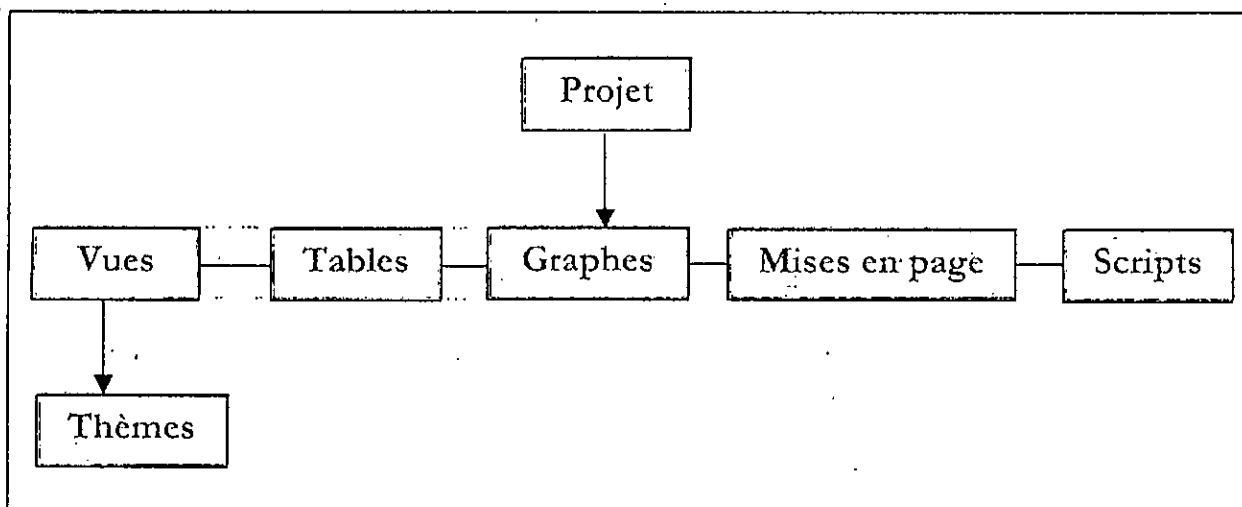 Projet
Vues
Tables
Graphes
Mises en page
Scripts
Thèmes